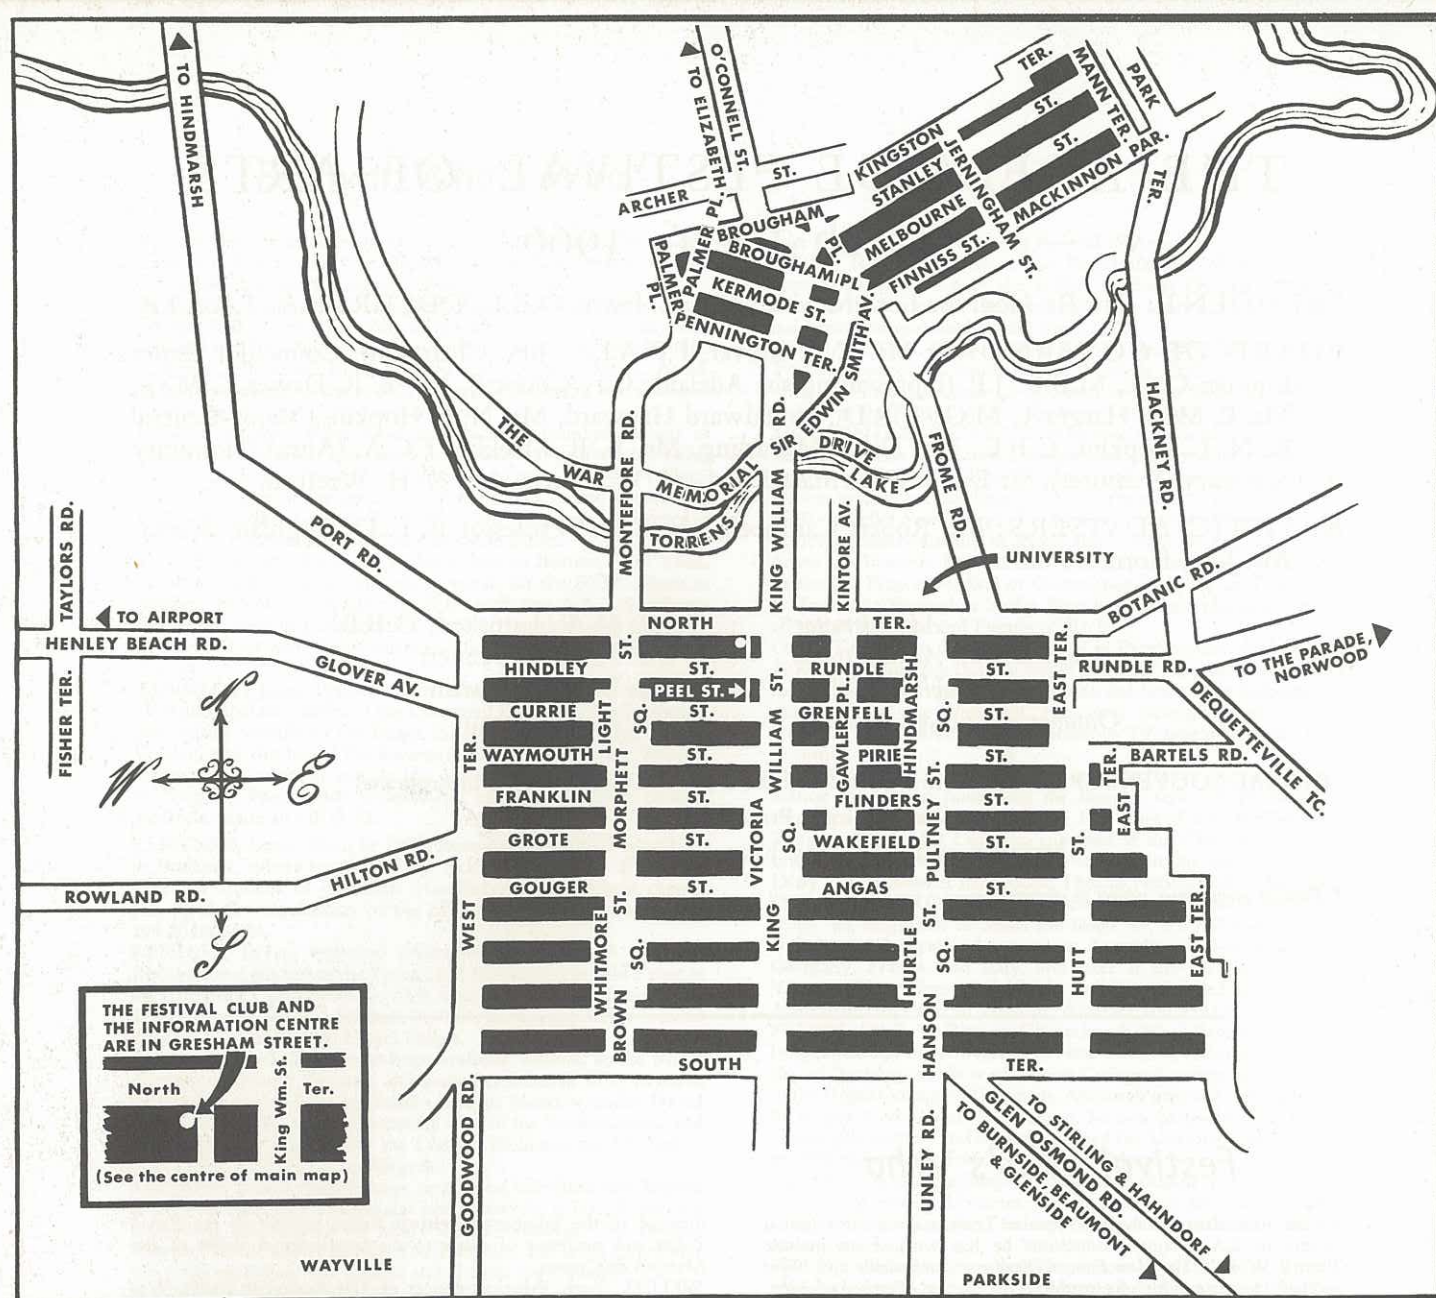 TO HINDMARSH
O'CONNELL ST.
TO ELIZABETH
TER.
MANN TER.
PARK
TER.
KINGSTON
ST.
STANLEY
JERNINGHAM ST.
ST.
MACKINNON PAR.
ARCHER
ST.
MELBOURNE
FINNISS ST.
BROUGHAM
PL.
BROUGHAM PL
PALMER PL.
PALMER
PL.
KERMODE ST.
PENNINGTON TER.
SIR EDWIN SMITH AV.
HACKNEY RD.
FROME RD.
THE
WAR
MEMORIAL
DRIVE
TORRENS
LAKE
MONTEFIORE RD.
KING WILLIAM RD.
KINTORE AV.
PORT RD.
UNIVERSITY
BOTANIC RD.
TAYLORS RD.
TO AIRPORT
HENLEY BEACH RD.
GLOVER AV.
FISHER TER.
NORTH
TER.
HINDLEY
ST.
RUNDLE
ST.
EAST TER.
RUNDLE RD.
TO THE PARADE,
NORWOOD
DEQUETTEVILLE TC.
PEEL ST.
CURRIE
ST.
GRENFELL
ST.
LIGHT
SQ.
GAWLER PL.
HINDMARSH
SQ.
WAYMOUTH
ST.
PIRIE
ST.
BARTELS RD.
EAST TER.
FRANKLIN
ST.
FLINDERS
ST.
GROTE
ST.
WAKEFIELD
ST.
GOUGER
ST.
ANGAS
ST.
MORPHETT
ST.
VICTORIA
SQ.
KING
WILLIAM
ST.
PULTNEY ST.
HUTT
ST.
EAST TER.
WEST
TER.
WHITMORE
SQ.
HURTLE
SQ.
BROWN
ST.
HANSON
ST.
HILTON RD.
ROWLAND RD.
N
W
E
S
SOUTH
TER.
THE FESTIVAL CLUB AND
THE INFORMATION CENTRE
ARE IN GRESHAM STREET.
North
King Wm. St.
Ter.
(See the centre of main map)
GOODWOOD RD.
WAYVILLE
UNLEY RD.
TO STIRLING & HAHNDORF
GLEN OSMOND RD.
TO BURNSIDE, BEAUMONT
& GLENSIDE
PARKSIDE